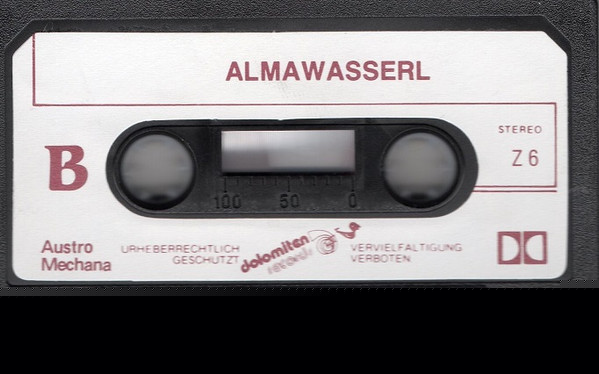 ALMAWASSERL
STEREO
B
Z 6
100 50 0
Austro
Mechana
URHEBERRECHTLICH
GESCHÜTZT
dolomiten
records
VERVIELFALTIGUNG
VERBOTEN